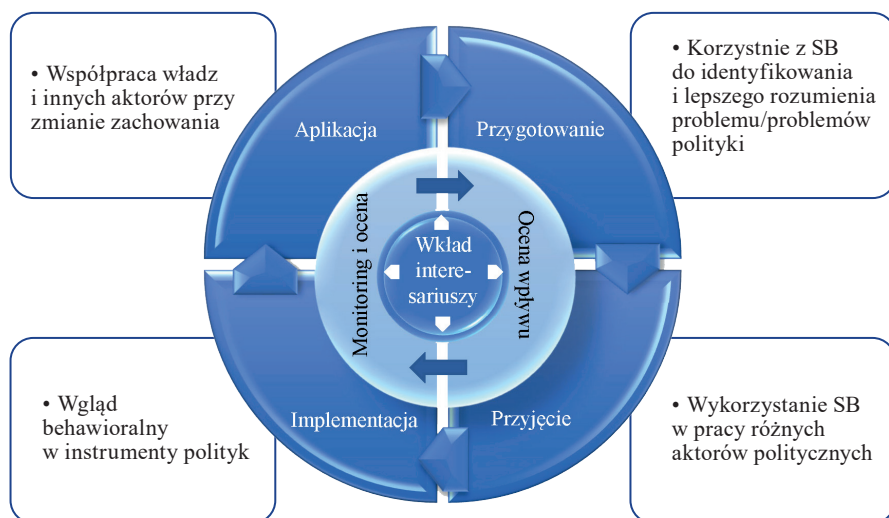 • Współpraca władz
i innych aktorów przy
zmianie zachowania
• Korzystnie z SB
do identyfikowania
i lepszego rozumienia
problemu/problemów
polityki
Aplikacja
Przygotowanie
Monitoring i ocena
Wkład
intere-
sariuszy
Ocena wpływu
Implementacja
Przyjęcie
• Wgląd
behawioralny
w instrumenty polityk
• Wykorzystanie SB
w pracy różnych
aktorów politycznych